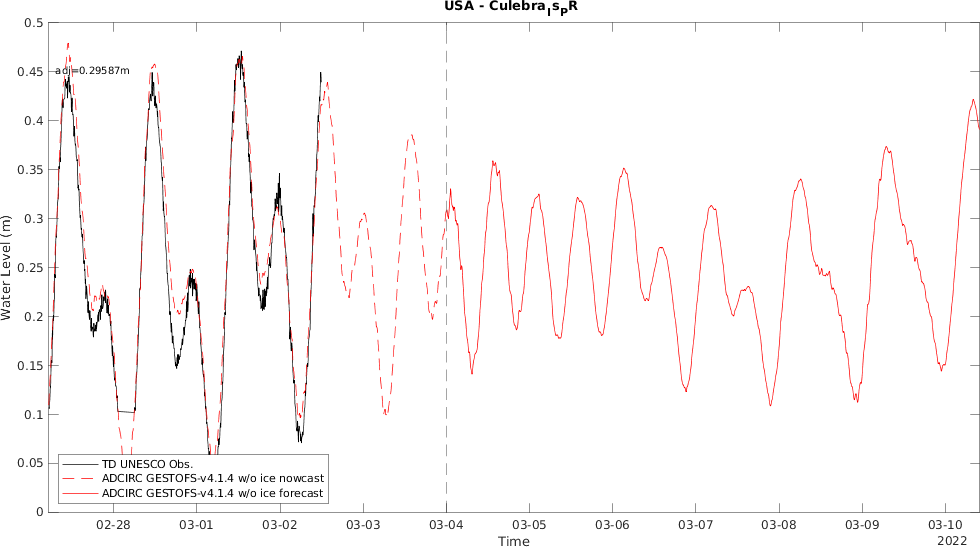 USA - CulebraIsPR
adj=0.29587m
Water Level (m)
0.5
0.45
0.4
0.35
0.3
0.25
0.2
0.15
0.1
0.05
0
TD UNESCO Obs.
ADCIRC GESTOFS-v4.1.4 w/o ice nowcast
ADCIRC GESTOFS-v4.1.4 w/o ice forecast
02-28 03-01 03-02 03-03 03-04 03-05 03-06 03-07 03-08 03-09 03-10
Time
2022